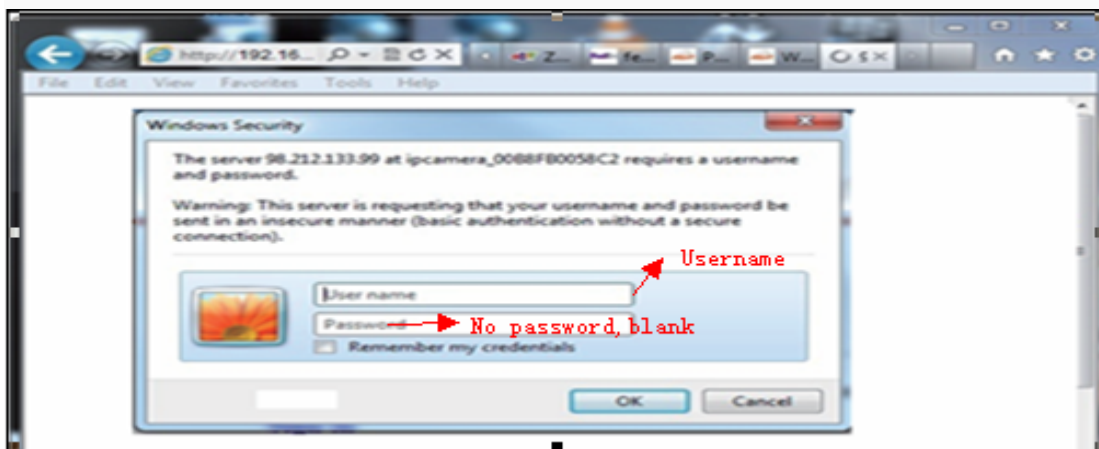 http://192.16...
Z... fe... P... W... S
File Edit View Favorites Tools Help
Windows Security
The server 98.212.133.99 at ipcamera_00B8FB0058C2 requires a username
and password.
Warning: This server is requesting that your username and password be
sent in an insecure manner (basic authentication without a secure
connection).
Username
User name
Password
No password,blank
Remember my credentials
OK Cancel